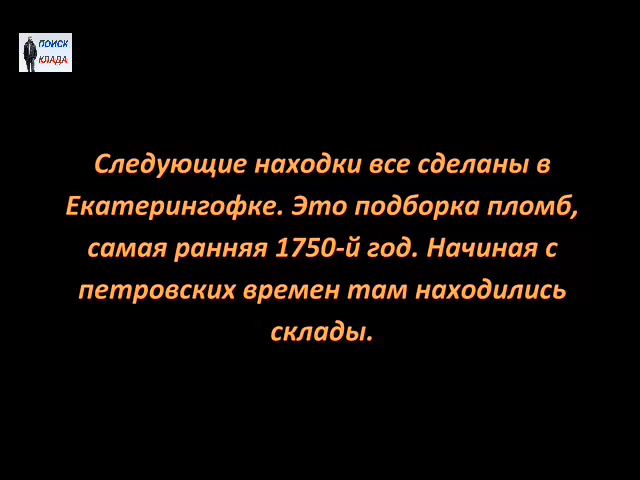 ПОИСК
КЛАДА
Следующие находки все сделаны в
Екатерингофке. Это подборка пломб,
самая ранняя 1750-й год. Начиная с
петровских времен там находились
склады.